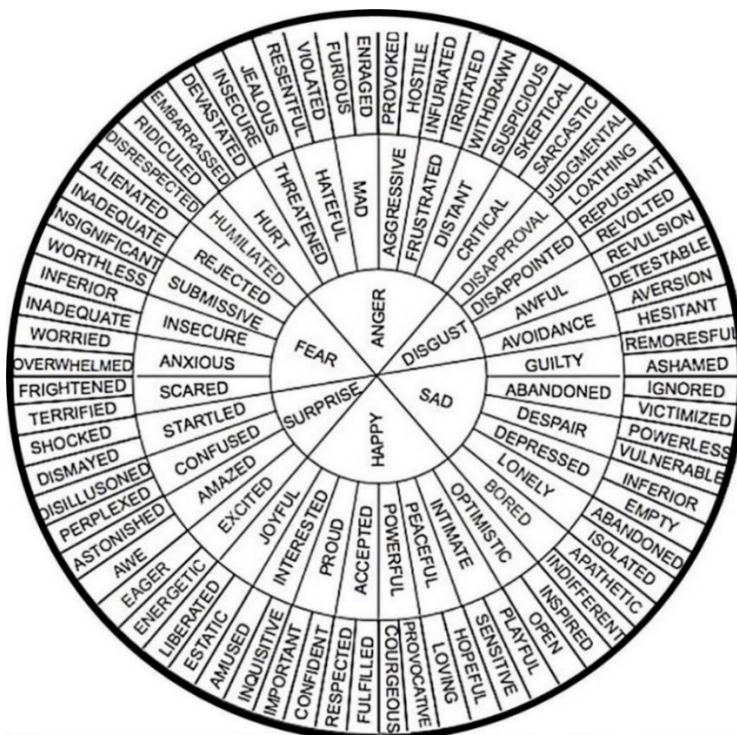 ANGER
DISGUST
SAD
HAPPY
SURPRISE
FEAR
MAD
AGGRESSIVE
FRUSTRATED
DISTANT
CRITICAL
DISAPPROVAL
DISAPPOINTED
AWFUL
AVOIDANCE
GUILTY
ABANDONED
DESPAIR
DEPRESSED
LONELY
BORED
OPTIMISTIC
INTIMATE
PEACEFUL
POWERFUL
ACCEPTED
PROUD
INTERESTED
JOYFUL
EXCITED
AMAZED
CONFUSED
STARTLED
SCARED
ANXIOUS
INSECURE
SUBMISSIVE
REJECTED
HUMILIATED
HURT
THREATENED
HATEFUL
ENRAGED
PROVOKED
HOSTILE
INFURIATED
IRRITATED
WITHDRAWN
SUSPICIOUS
SKEPTICAL
SARCASTIC
JUDGMENTAL
LOATHING
REPUGNANT
REVOLTED
REVULSION
DETESTABLE
AVERSION
HESITANT
REMORESFUL
ASHAMED
IGNORED
VICTIMIZED
POWERLESS
VULNERABLE
INFERIOR
EMPTY
ABANDONED
ISOLATED
APATHETIC
INDIFFERENT
INSPIRED
OPEN
PLAYFUL
SENSITIVE
HOPEFUL
LOVING
PROVOCATIVE
COURGEOUS
FULFILLED
RESPECTED
CONFIDENT
IMPORTANT
INQUISITIVE
AMUSED
ESTATIC
LIBERATED
ENERGETIC
EAGER
AWE
ASTONISHED
PERPLEXED
DISILLUSONED
DISMAYED
SHOCKED
TERRIFIED
FRIGHTENED
OVERWHELMED
WORRIED
INADEQUATE
INFERIOR
WORTHLESS
NSIGNIFICANT
INADEQUATE
ALIENATED
DISRESPECTED
RIDICULED
EMBARRASSED
DEVASTATED
INSECURE
JEALOUS
RESENTFUL
VIOLATED
FURIOUS